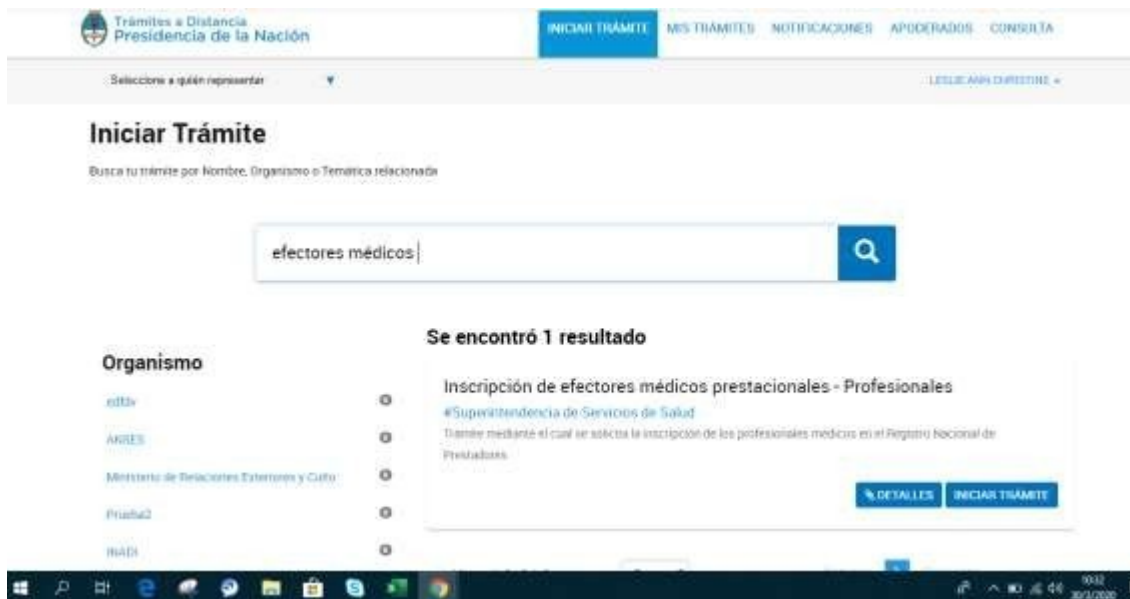 Trámites a Distancia
Presidencia de la Nación
INICIAR TRÁMITE MIS TRÁMITES NOTIFICACIONES APODERADOS CONSULTA
Seleccione a quién representar
Iniciar Trámite
Busca tu trámite por Nombre, Organismo o Temática relacionada
efectores médicos
Se encontró 1 resultado
Organismo
Inscripción de efectores médicos prestacionales - Profesionales
#Superintendencia de Servicios de Salud
Trámite mediante el cual se solicita la inscripción de los profesionales médicos en el Registro Nacional de
Prestadores
ANSES
Ministerio de Relaciones Exteriores y Culto
DETALLES INICIAR TRÁMITE
Prueba2
INADI
10:32